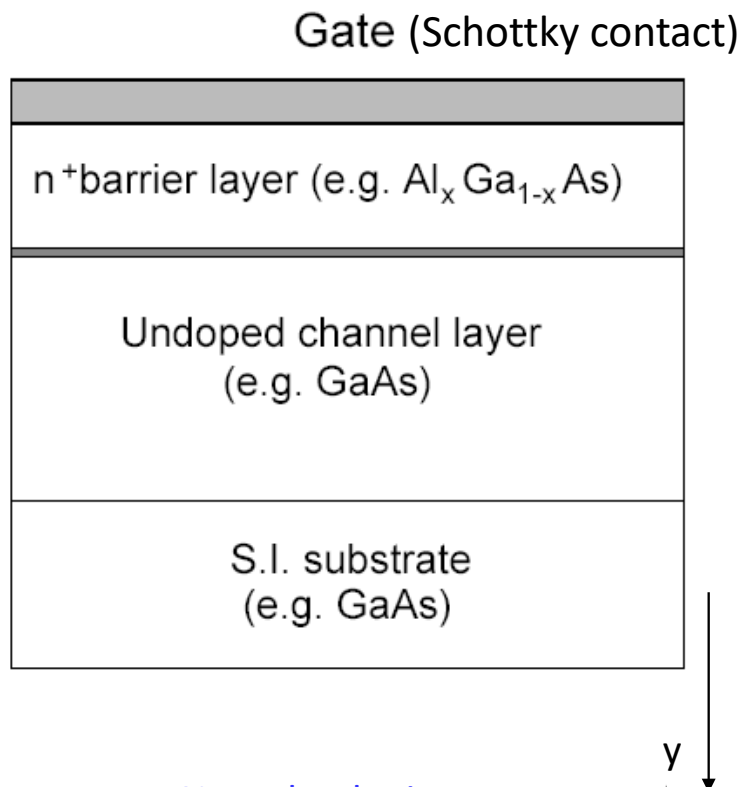 Gate (Schottky contact)
n⁺barrier layer (e.g. AlₓGa₁₋ₓAs)
Undoped channel layer
(e.g. GaAs)
S.I. substrate
(e.g. GaAs)
y